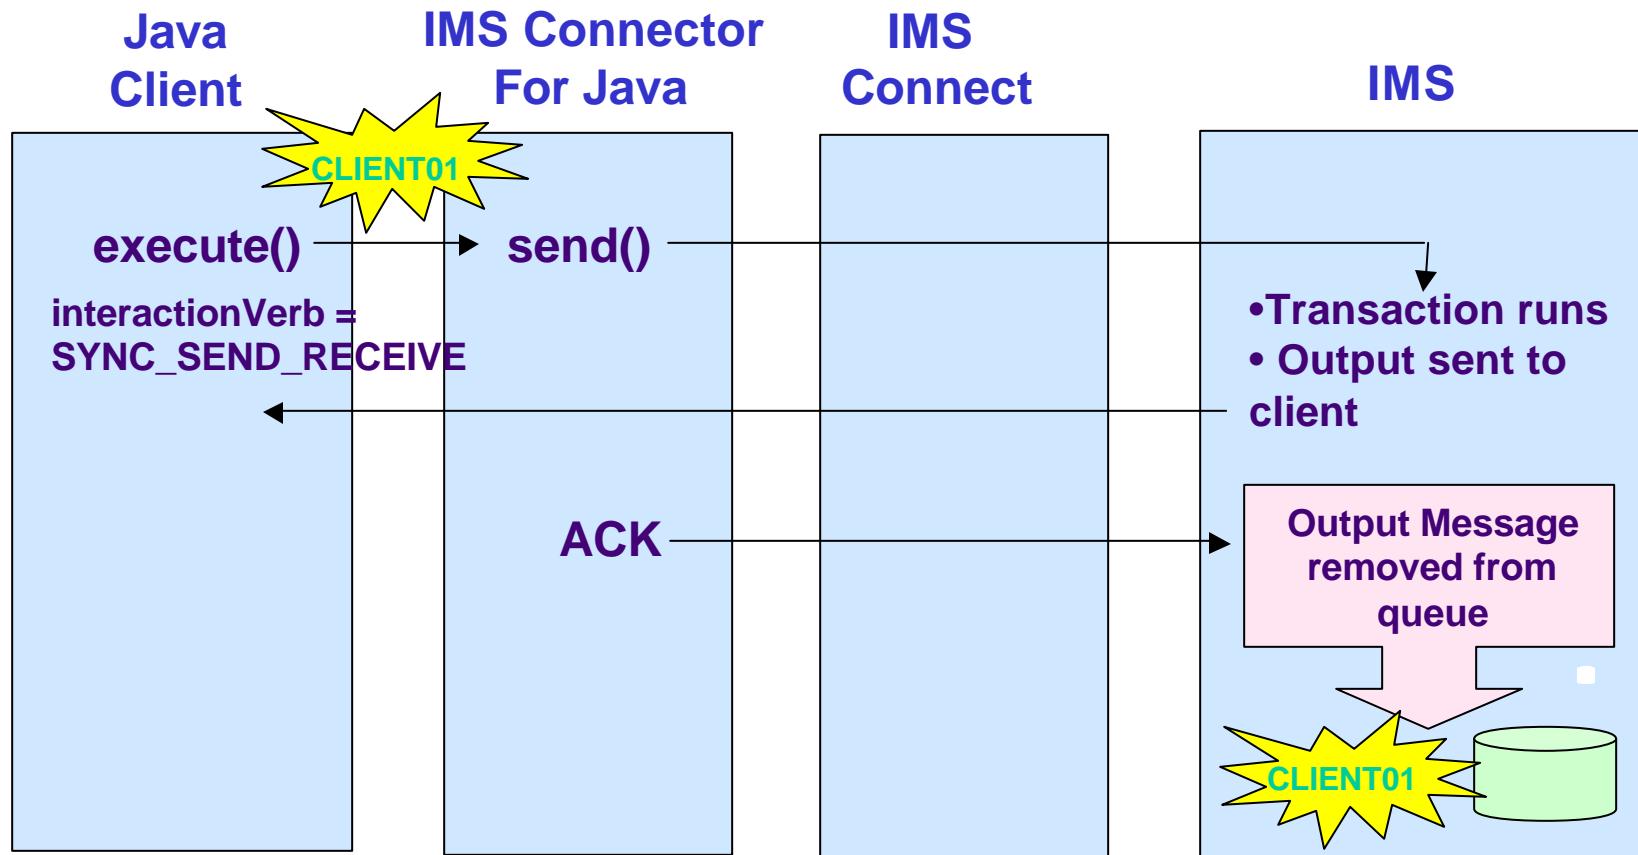 Java
Client
IMS Connector
For Java
IMS
Connect
IMS
CLIENT01
execute()
send()
interactionVerb =
SYNC_SEND_RECEIVE
•Transaction runs
• Output sent to
client
ACK
Output Message
removed from
queue
CLIENT01